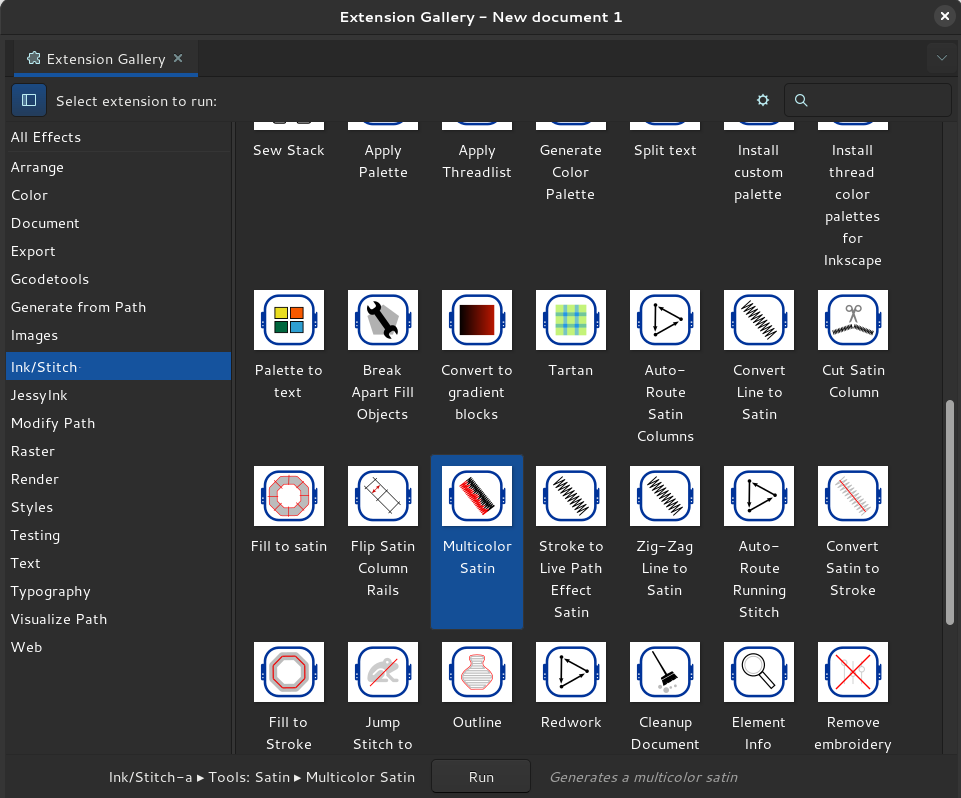 Extension Gallery - New document 1
Extension Gallery
Select extension to run:
All Effects
Arrange
Color
Document
Export
Gcodetools
Generate from Path
Images
Ink/Stitch
JessyInk
Modify Path
Raster
Render
Styles
Testing
Text
Typography
Visualize Path
Web
Sew Stack
Apply
Palette
Apply
Threadlist
Generate
Color
Palette
Split text
Install
custom
palette
Install
thread
color
palettes
for
Inkscape
Palette to
text
Break
Apart Fill
Objects
Convert to
gradient
blocks
Tartan
Auto-
Route
Satin
Columns
Convert
Line to
Satin
Cut Satin
Column
Fill to satin
Flip Satin
Column
Rails
Multicolor
Satin
Stroke to
Live Path
Effect
Satin
Zig-Zag
Line to
Satin
Auto-
Route
Running
Stitch
Convert
Satin to
Stroke
Fill to
Stroke
Jump
Stitch to
Outline
Redwork
Cleanup
Document
Element
Info
Remove
embroidery
Ink/Stitch-a ▸ Tools: Satin ▸ Multicolor Satin
Run
Generates a multicolor satin